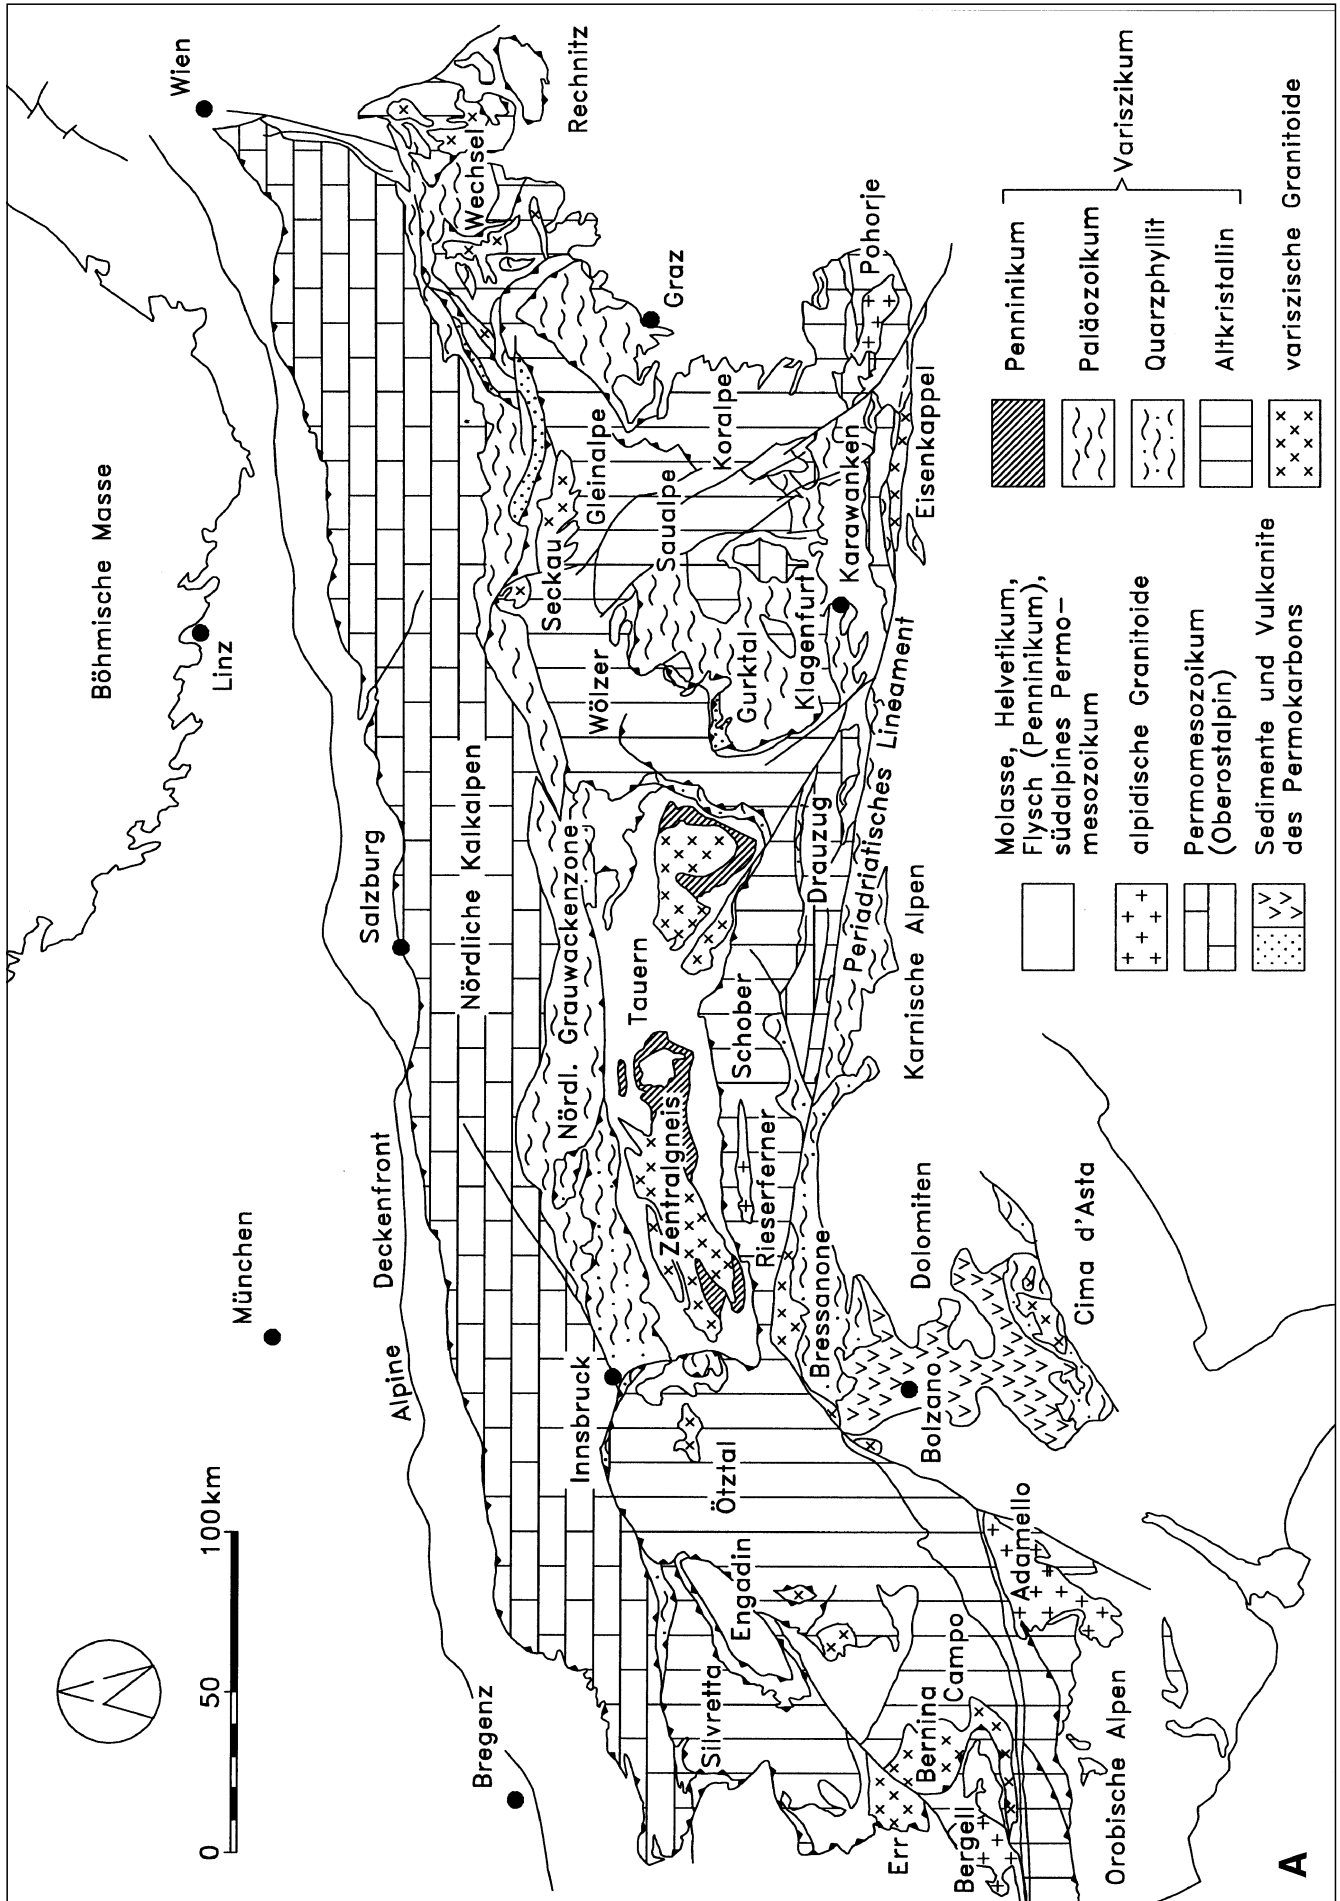 Wien
Rechnitz
Wechsel
Böhmische Masse
Linz
Graz
Pohorje
Gleinalpe
Koralpe
Seckau
Saualpe
Karawanken
Eisenkappel
Wölzer
Gurktal
Klagenfurt
Salzburg
Nördliche Kalkalpen
Nördl. Grauwackenzone
Tauern
Drauzug
Periadriatisches Lineament
Schober
Karnische Alpen
München
Alpine Deckenfront
Zentralgneis
Rieserferner
Innsbruck
Bressanone
Dolomiten
Cima d'Asta
Bolzano
Ötztal
Engadin
Adamello
Bregenz
Silvretta
Campo
Bernina
Err
Bergell
Orobische Alpen
N
0 50 100km
Molasse, Helvetikum,
Flysch (Penninikum),
südalpines Permo-
mesozoikum
alpidische Granitoide
Permomesozoikum
(Oberostalpin)
Sedimente und Vulkanite
des Permokarbons
Penninikum
Paläozoikum
Quarzphyllit
Altkristallin
Variszikum
variszische Granitoide
A